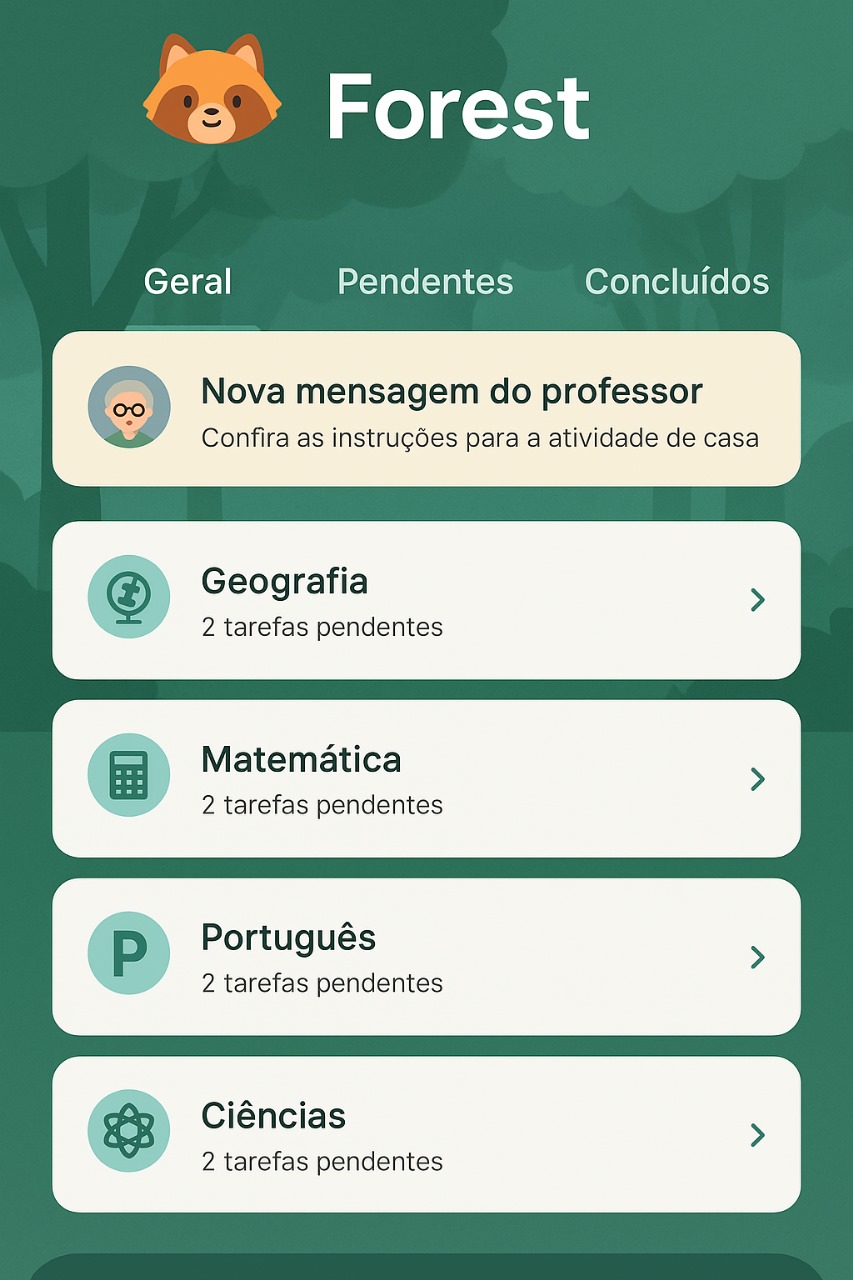 Forest
Geral Pendentes Concluídos
Nova mensagem do professor
Confira as instruções para a atividade de casa
Geografia
2 tarefas pendentes
Matemática
2 tarefas pendentes
P
Português
2 tarefas pendentes
Ciências
2 tarefas pendentes